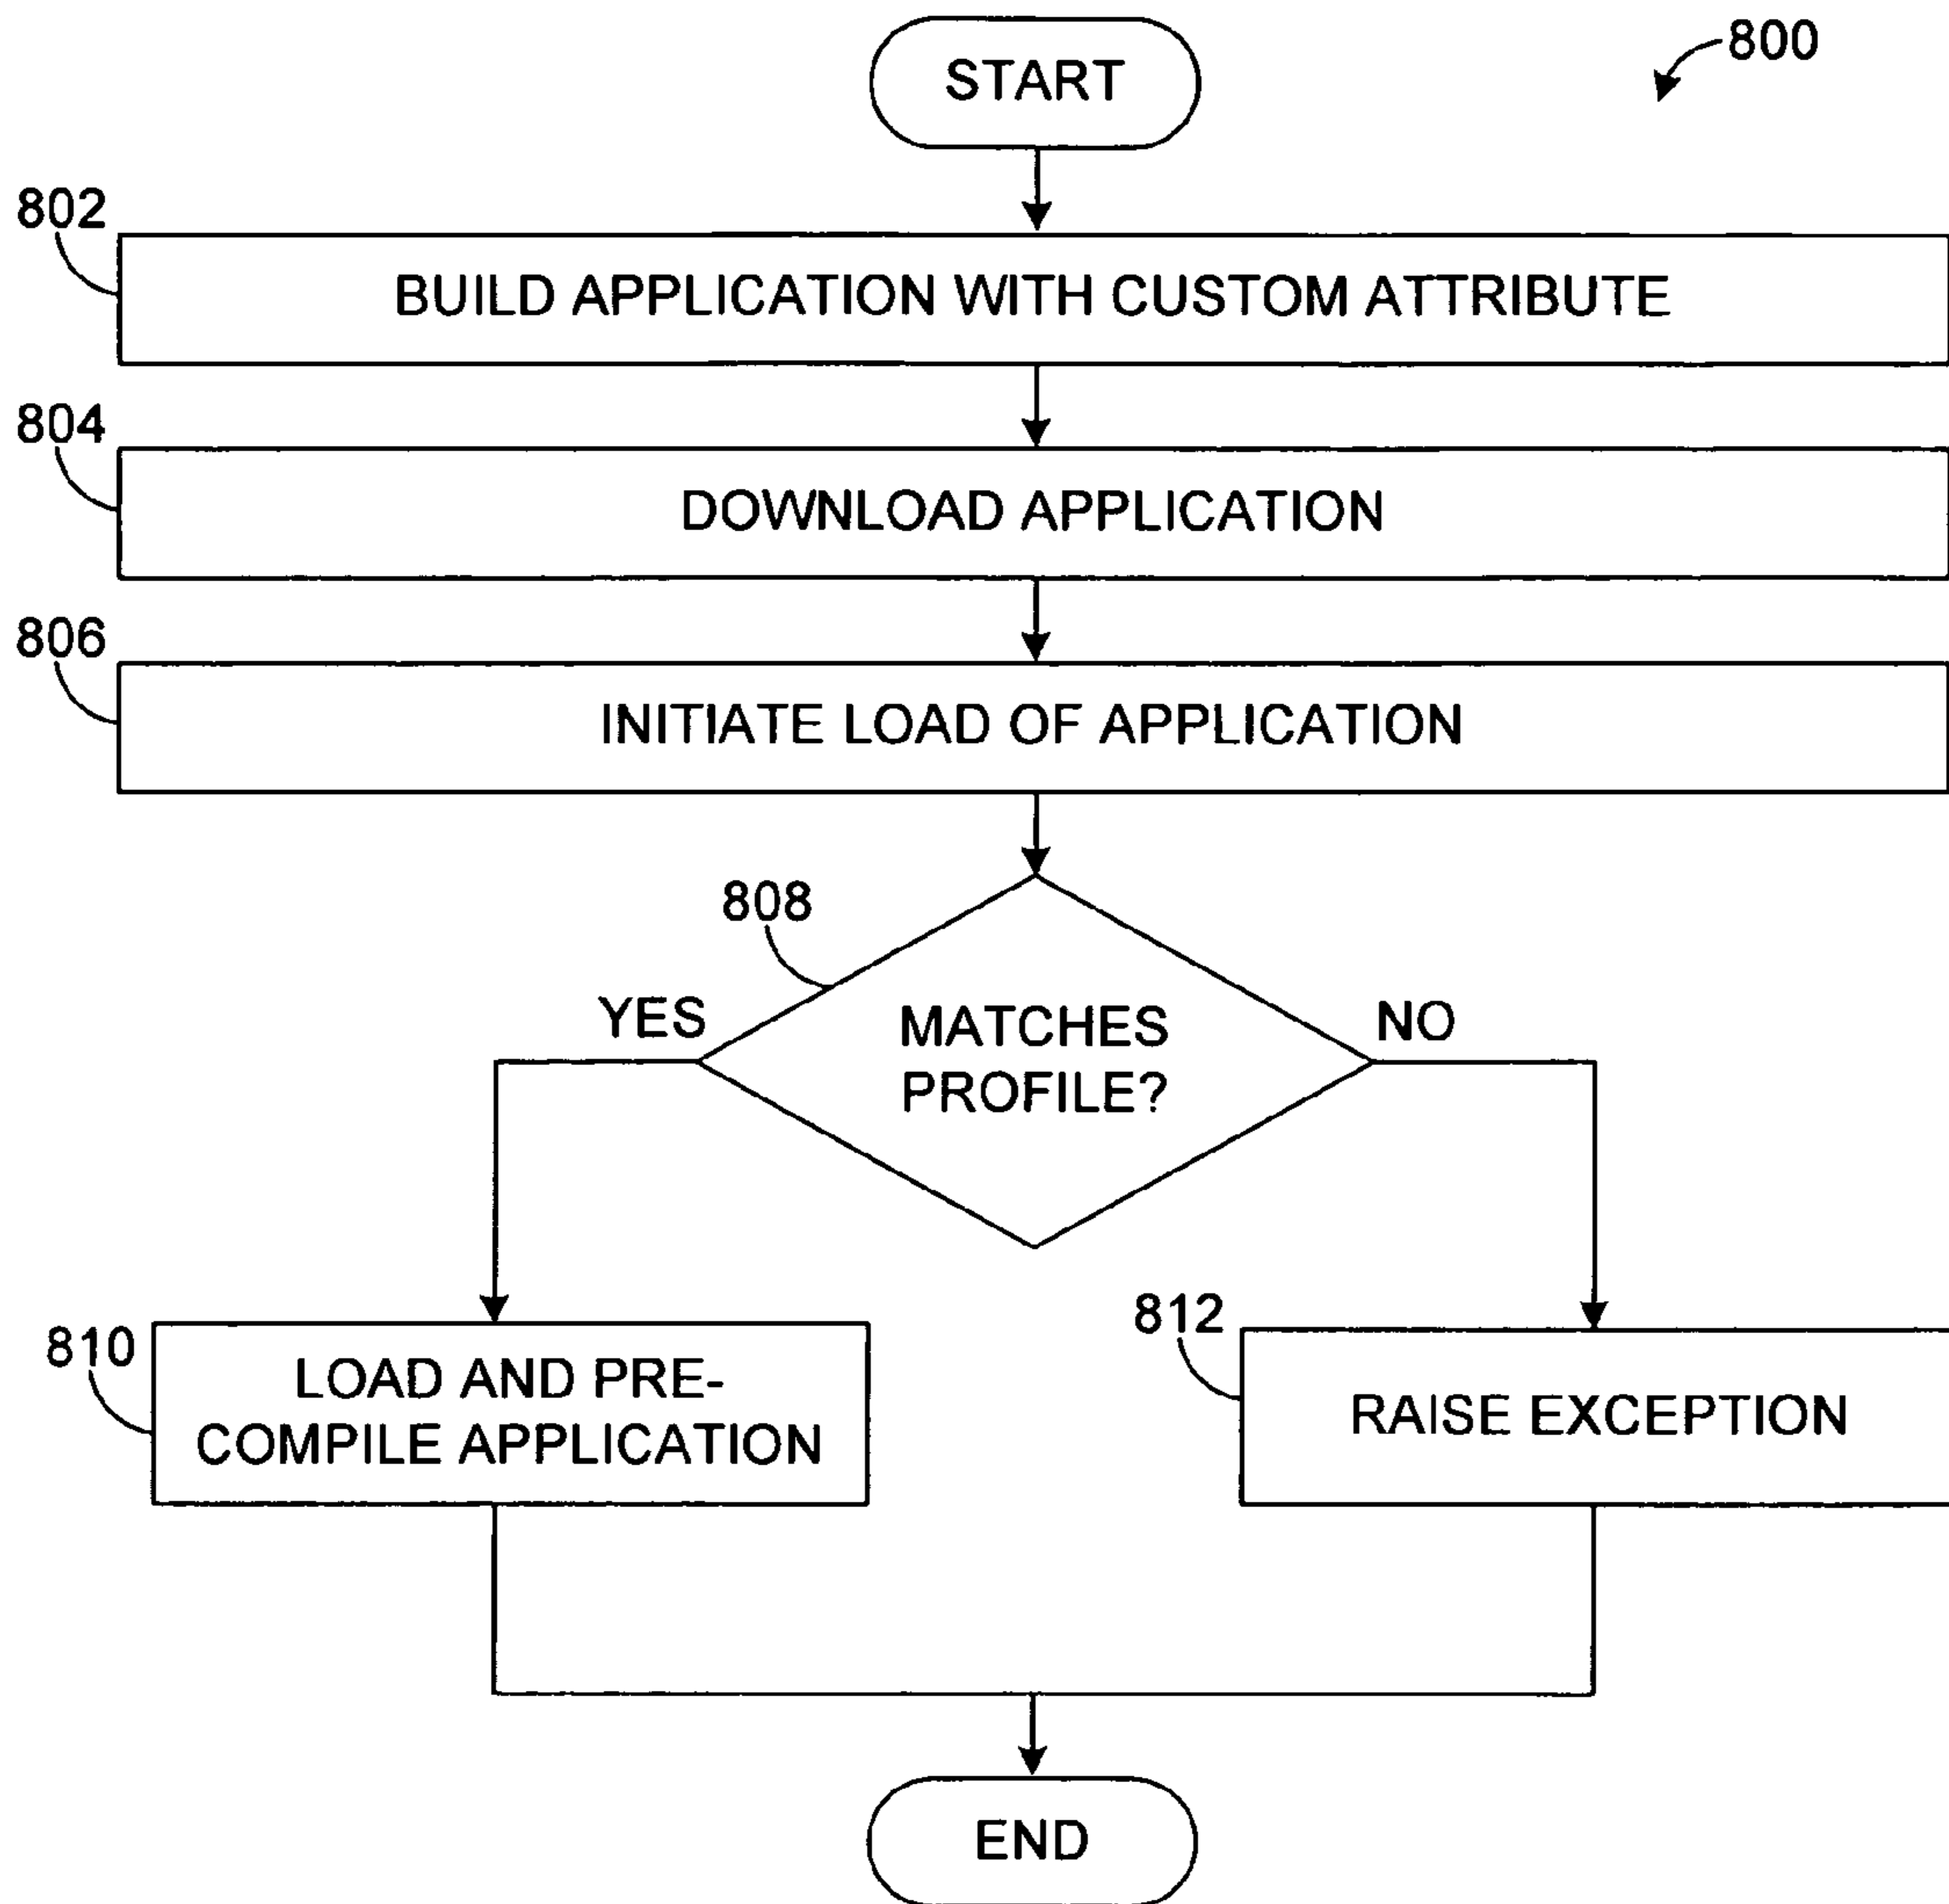 START
800
802
BUILD APPLICATION WITH CUSTOM ATTRIBUTE
804
DOWNLOAD APPLICATION
806
INITIATE LOAD OF APPLICATION
808
YES
MATCHES
PROFILE?
NO
810
LOAD AND PRE-
COMPILE APPLICATION
812
RAISE EXCEPTION
END